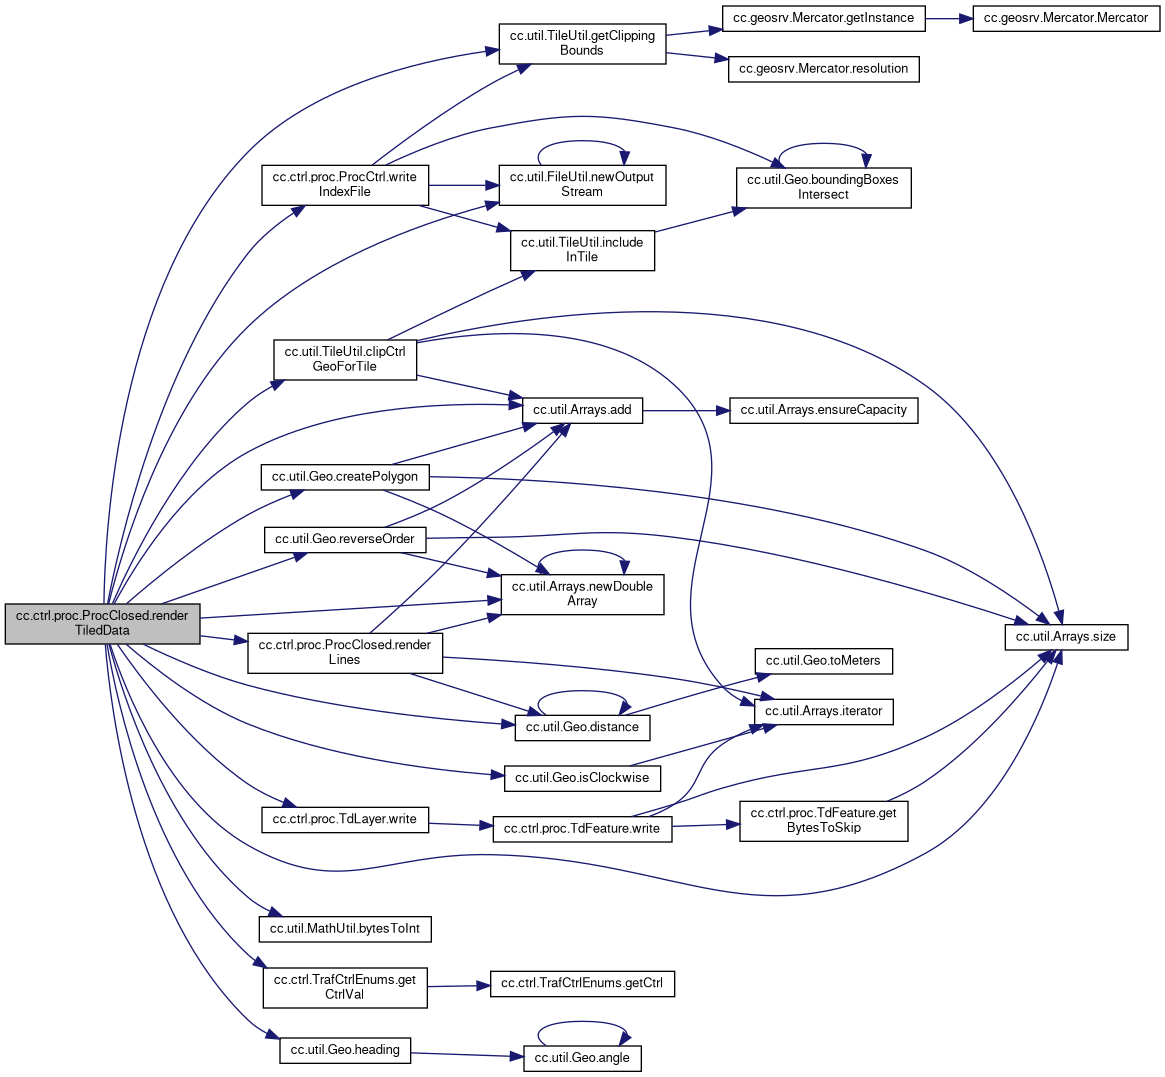 cc.geosrv.Mercator.getInstance
cc.geosrv.Mercator.Mercator
cc.util.TileUtil.getClipping
Bounds
cc.geosrv.Mercator.resolution
cc.ctrl.proc.ProcCtrl.write
IndexFile
cc.util.FileUtil.newOutput
Stream
cc.util.Geo.boundingBoxes
Intersect
cc.util.TileUtil.include
InTile
cc.util.TileUtil.clipCtrl
GeoForTile
cc.util.Arrays.add
cc.util.Arrays.ensureCapacity
cc.util.Geo.createPolygon
cc.util.Geo.reverseOrder
cc.util.Arrays.newDouble
Array
cc.ctrl.proc.ProcClosed.render
TiledData
cc.util.Arrays.size
cc.ctrl.proc.ProcClosed.render
Lines
cc.util.Geo.toMeters
cc.util.Arrays.iterator
cc.util.Geo.distance
cc.util.Geo.isClockwise
cc.ctrl.proc.TdLayer.write
cc.ctrl.proc.TdFeature.write
cc.ctrl.proc.TdFeature.get
BytesToSkip
cc.util.MathUtil.bytesToInt
cc.ctrl.TrafCtrlEnums.get
CtrlVal
cc.ctrl.TrafCtrlEnums.getCtrl
cc.util.Geo.heading
cc.util.Geo.angle